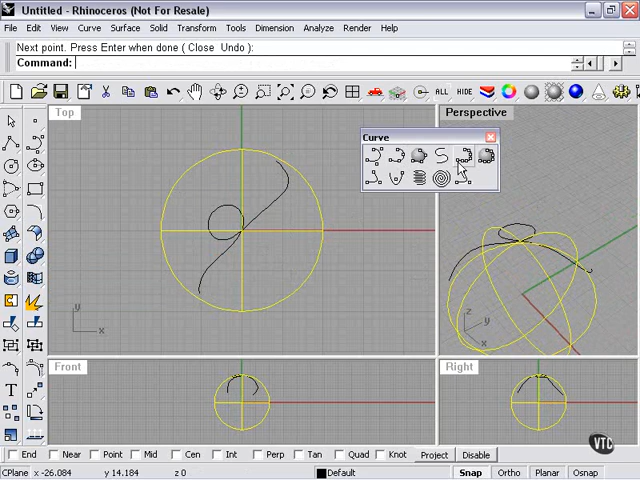 Untitled - Rhinoceros (Not For Resale)
File Edit View Curve Surface Solid Transform Tools Dimension Analyze Render Help
Next point. Press Enter when done ( Close Undo ):
Command:
ALL HIDE
Top
Perspective
Curve
y
x
z
y
x
Front
Right
T
End Near Point Mid Cen Int Perp Tan Quad Knot Project Disable
VTC
CPlane x -26.084 y 14.184 z 0 Default Snap Ortho Planar Osnap